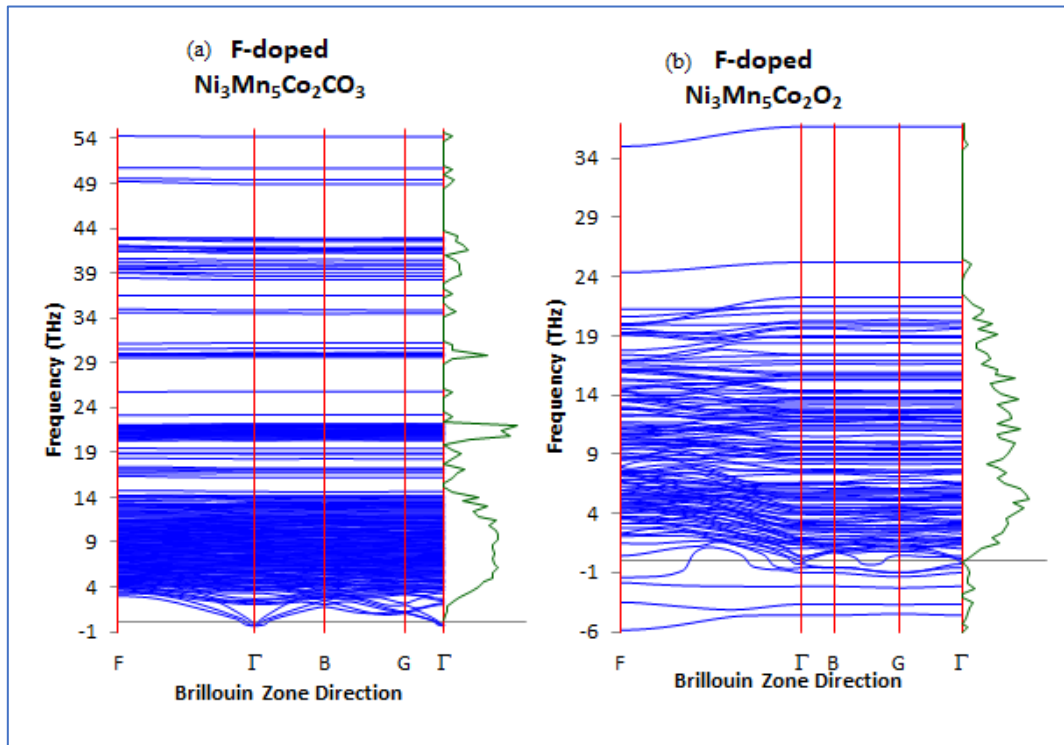 (a) F-doped
Ni₃Mn₅Co₂CO₃
54
49
44
39
34
29
24
19
14
9
4
-1
Frequency (THz)
F Γ B G Γ
Brillouin Zone Direction
(b) F-doped
Ni₃Mn₅Co₂O₂
34
29
24
19
14
9
4
-1
-6
Frequency (THz)
F Γ B G Γ
Brillouin Zone Direction